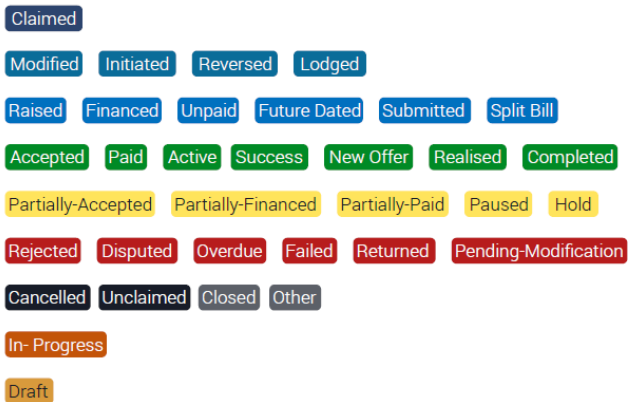 Claimed
Modified Initiated Reversed Lodged
Raised Financed Unpaid Future Dated Submitted Split Bill
Accepted Paid Active Success New Offer Realised Completed
Partially-Accepted Partially-Financed Partially-Paid Paused Hold
Rejected Disputed Overdue Failed Returned Pending-Modification
Cancelled Unclaimed Closed Other
In- Progress
Draft